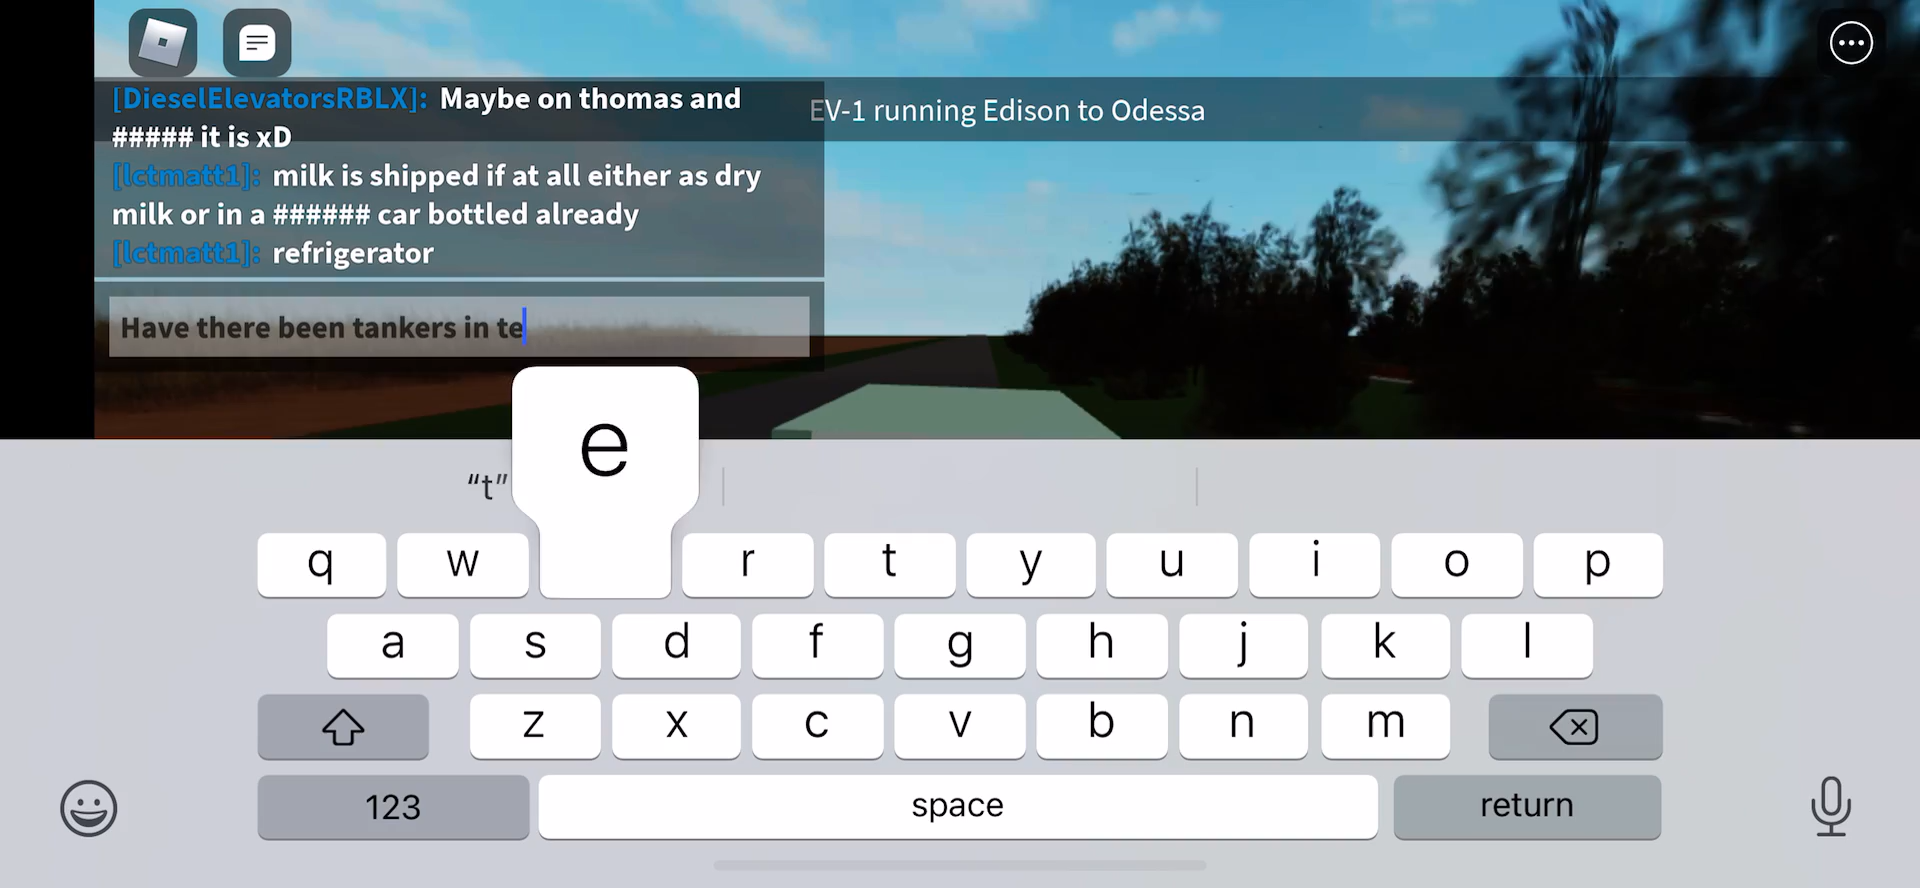 [DieselElevatorsRBLX]: Maybe on thomas and
##### it is xD
[lctmatt1]: milk is shipped if at all either as dry
milk or in a ###### car bottled already
[lctmatt1]: refrigerator
EV-1 running Edison to Odessa
Have there been tankers in te
e
“t”
q w r t y u i o p
a s d f g h j k l
z x c v b n m
123 space return